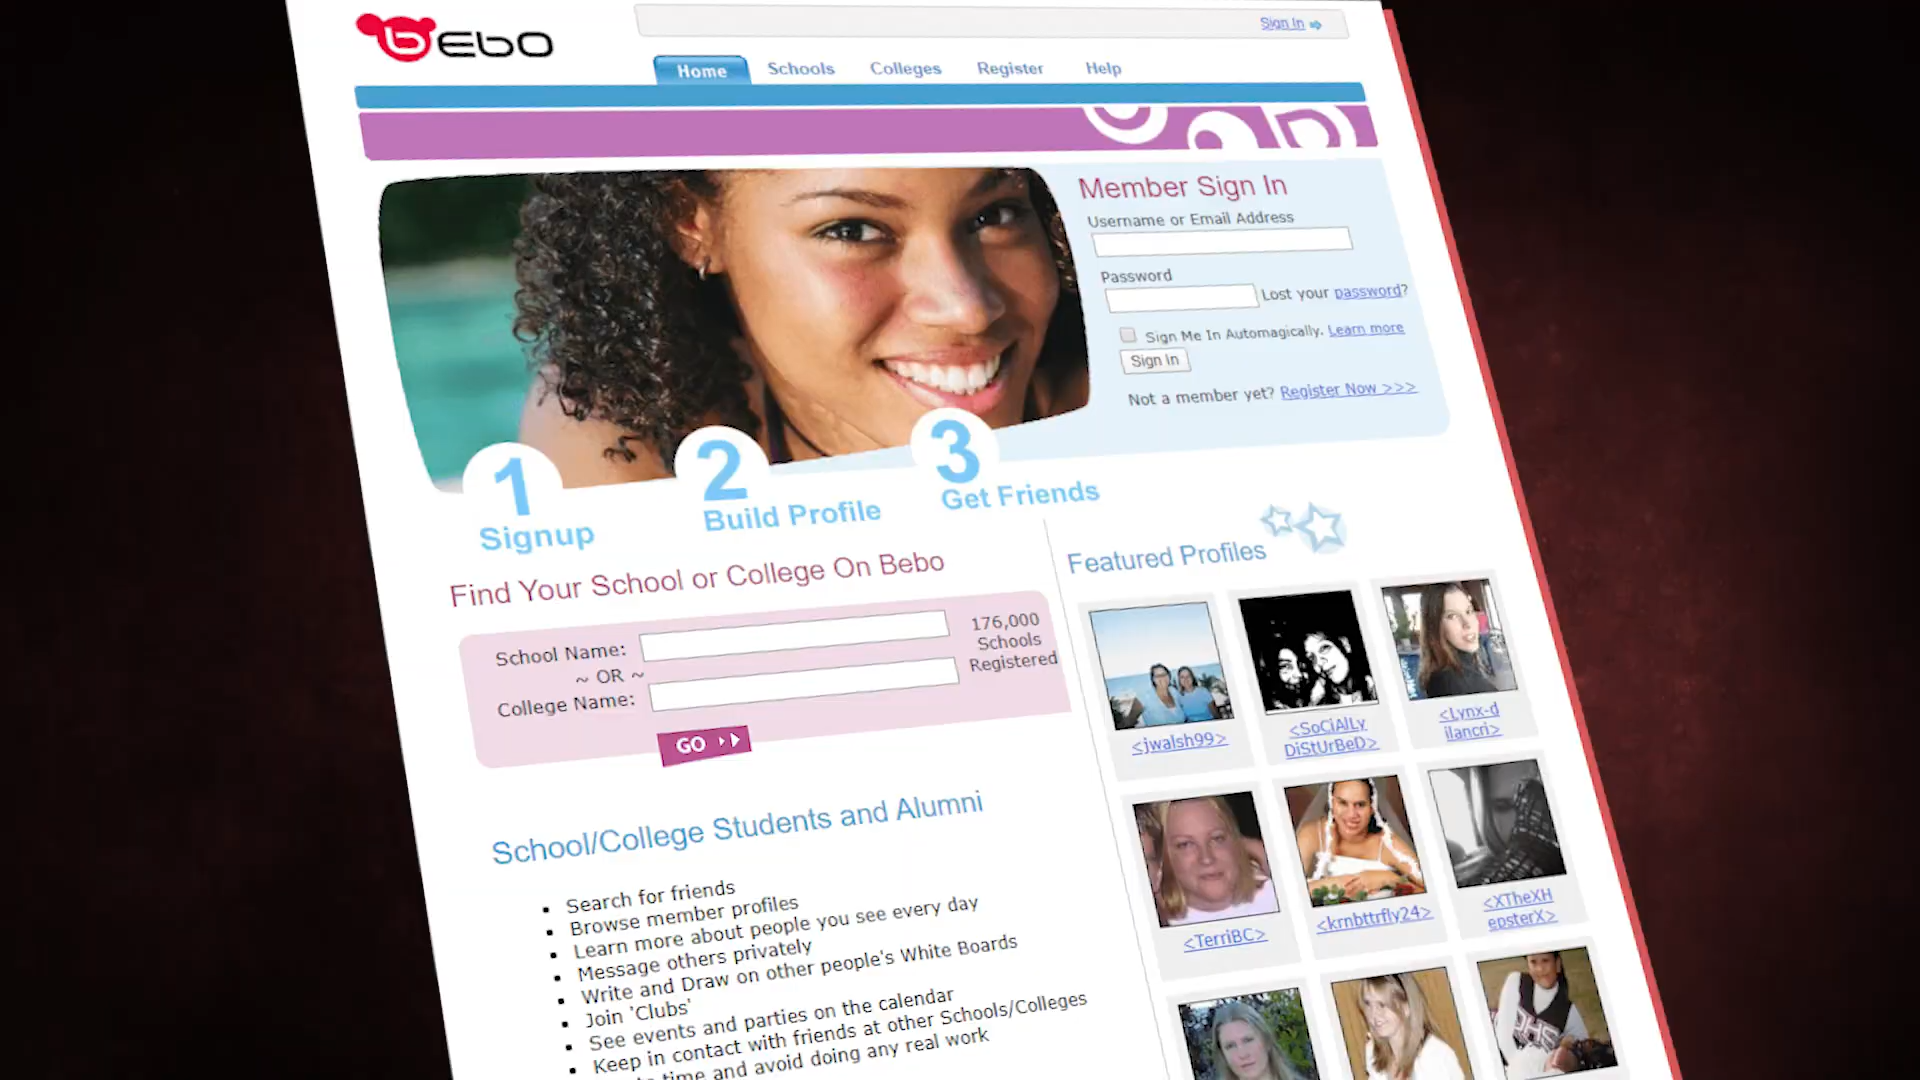 bEBO
Sign In
Home
Schools
Colleges
Register
Help
Member Sign In
Username or Email Address
Password
Lost your password?
Sign Me In Automagically. Learn more
Sign In
Not a member yet? Register Now >>>
1
Signup
2
Build Profile
3
Get Friends
Find Your School or College On Bebo
School Name:
~ OR ~
College Name:
176,000
Schools
Registered
GO
School/College Students and Alumni
Search for friends
Browse member profiles
Learn more about people you see every day
Message others privately
Write and Draw on other people's White Boards
Join 'Clubs'
See events and parties on the calendar
Keep in contact with friends at other Schools/Colleges
time and avoid doing any real work
Featured Profiles
<jwalsh99>
<SoCiAlLy
DiStUrBeD>
<Lynx-d
ilancri>
<TerriBC>
<krnbttrfly24>
<XTheXH
epsterX>